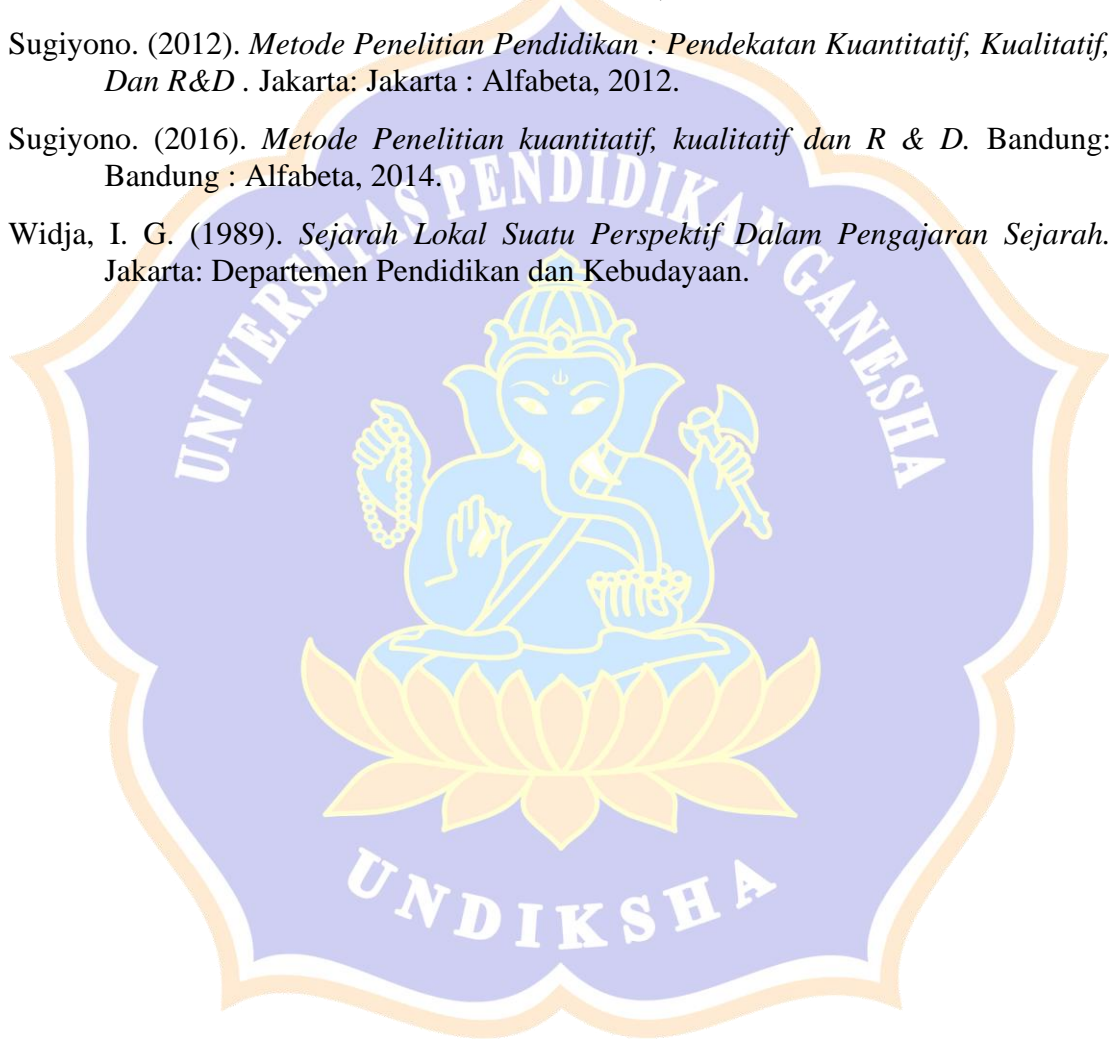 Sugiyono. (2012). Metode Penelitian Pendidikan : Pendekatan Kuantitatif, Kualitatif,
Dan R&D . Jakarta: Jakarta : Alfabeta, 2012.
Sugiyono. (2016). Metode Penelitian kuantitatif, kualitatif dan R & D. Bandung:
Bandung : Alfabeta, 2014.
Widja, I. G. (1989). Sejarah Lokal Suatu Perspektif Dalam Pengajaran Sejarah.
Jakarta: Departemen Pendidikan dan Kebudayaan.
UNIVERSITAS PENDIDIKAN GANESHA
UNDIKSHA